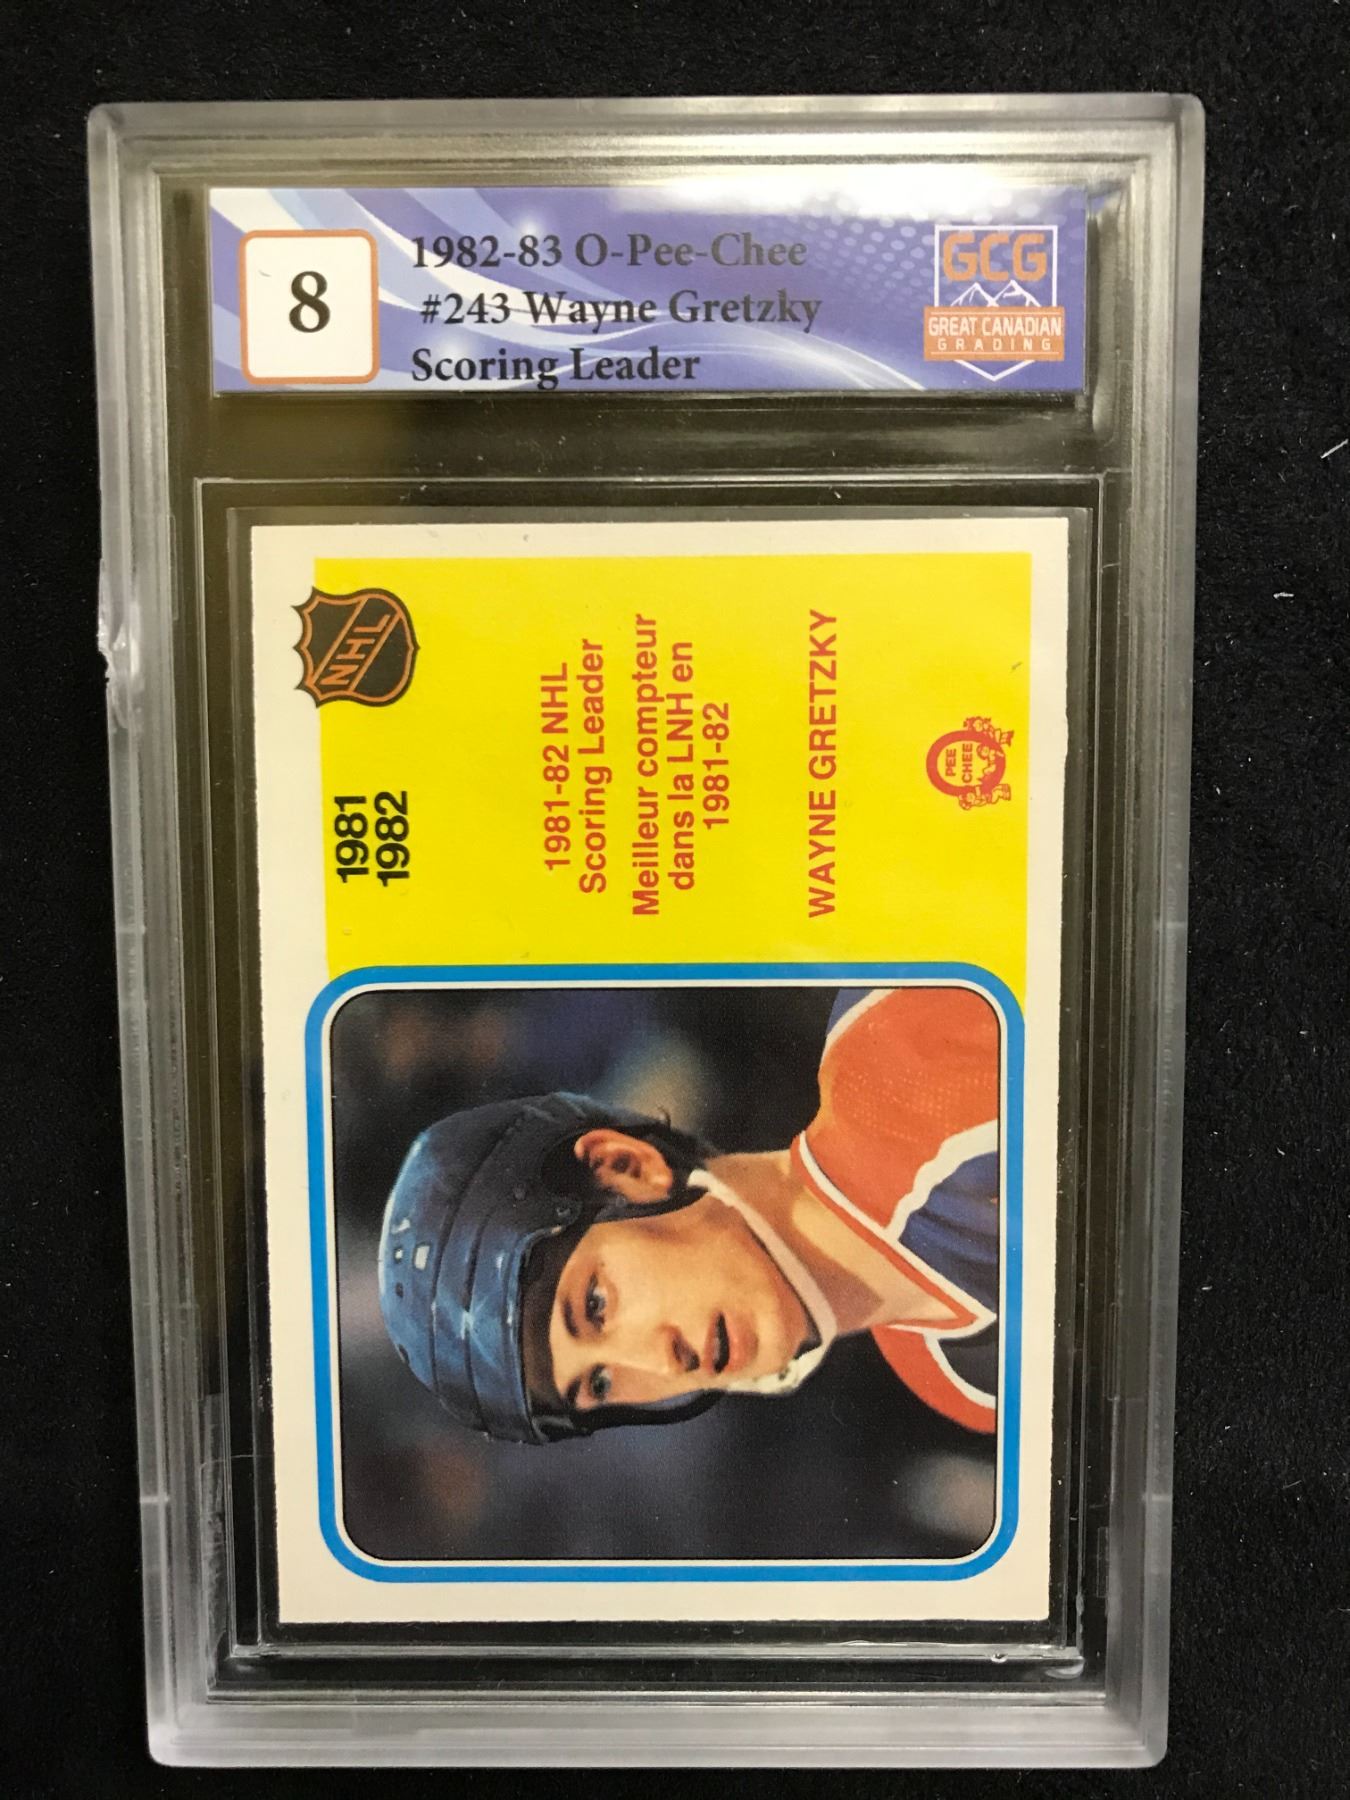 8
1982-83 O-Pee-Chee
#243 Wayne Gretzky
Scoring Leader
GCG
GREAT CANADIAN
GRADING
NHL
1981
1982
1981-82 NHL
Scoring Leader
Meilleur compteur
dans la LNH en
1981-82
WAYNE GRETZKY
O
PEE
CHEE